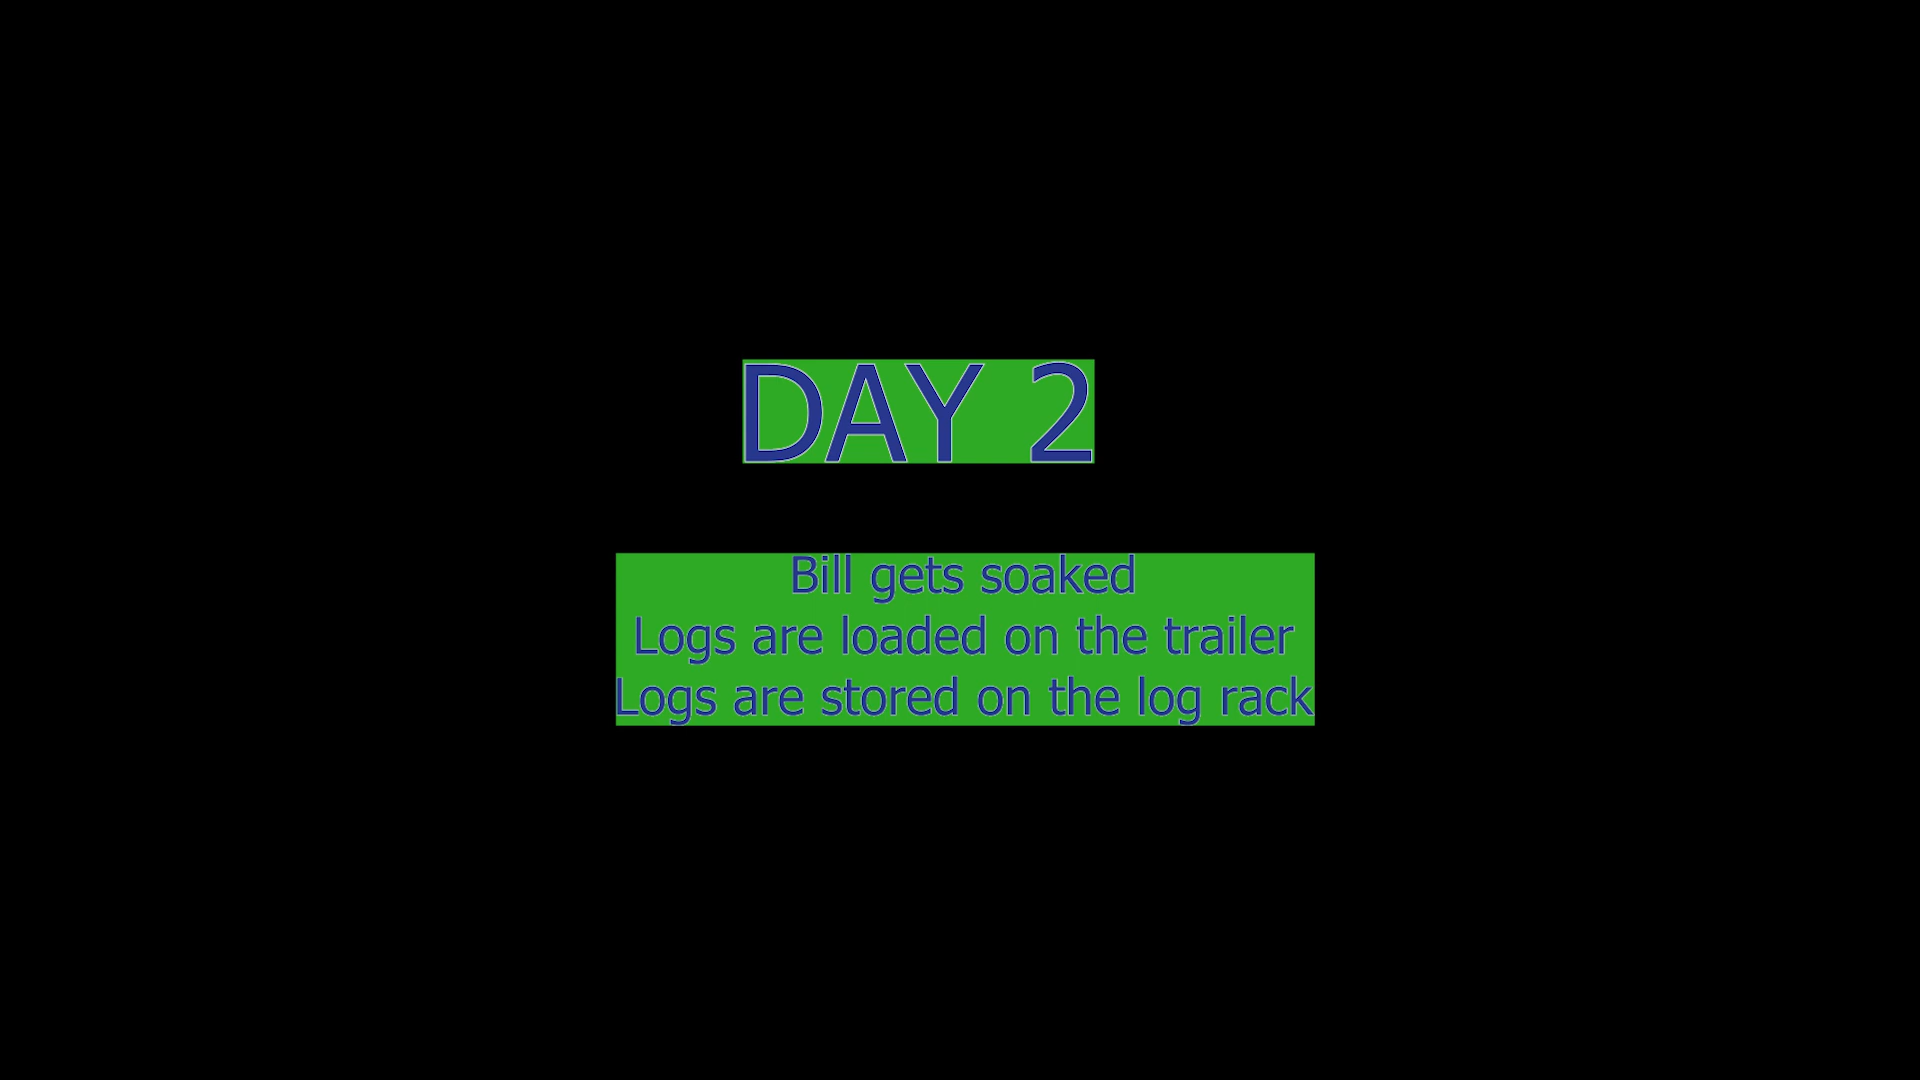 DAY 2
Bill gets soaked
Logs are loaded on the trailer
Logs are stored on the log rack